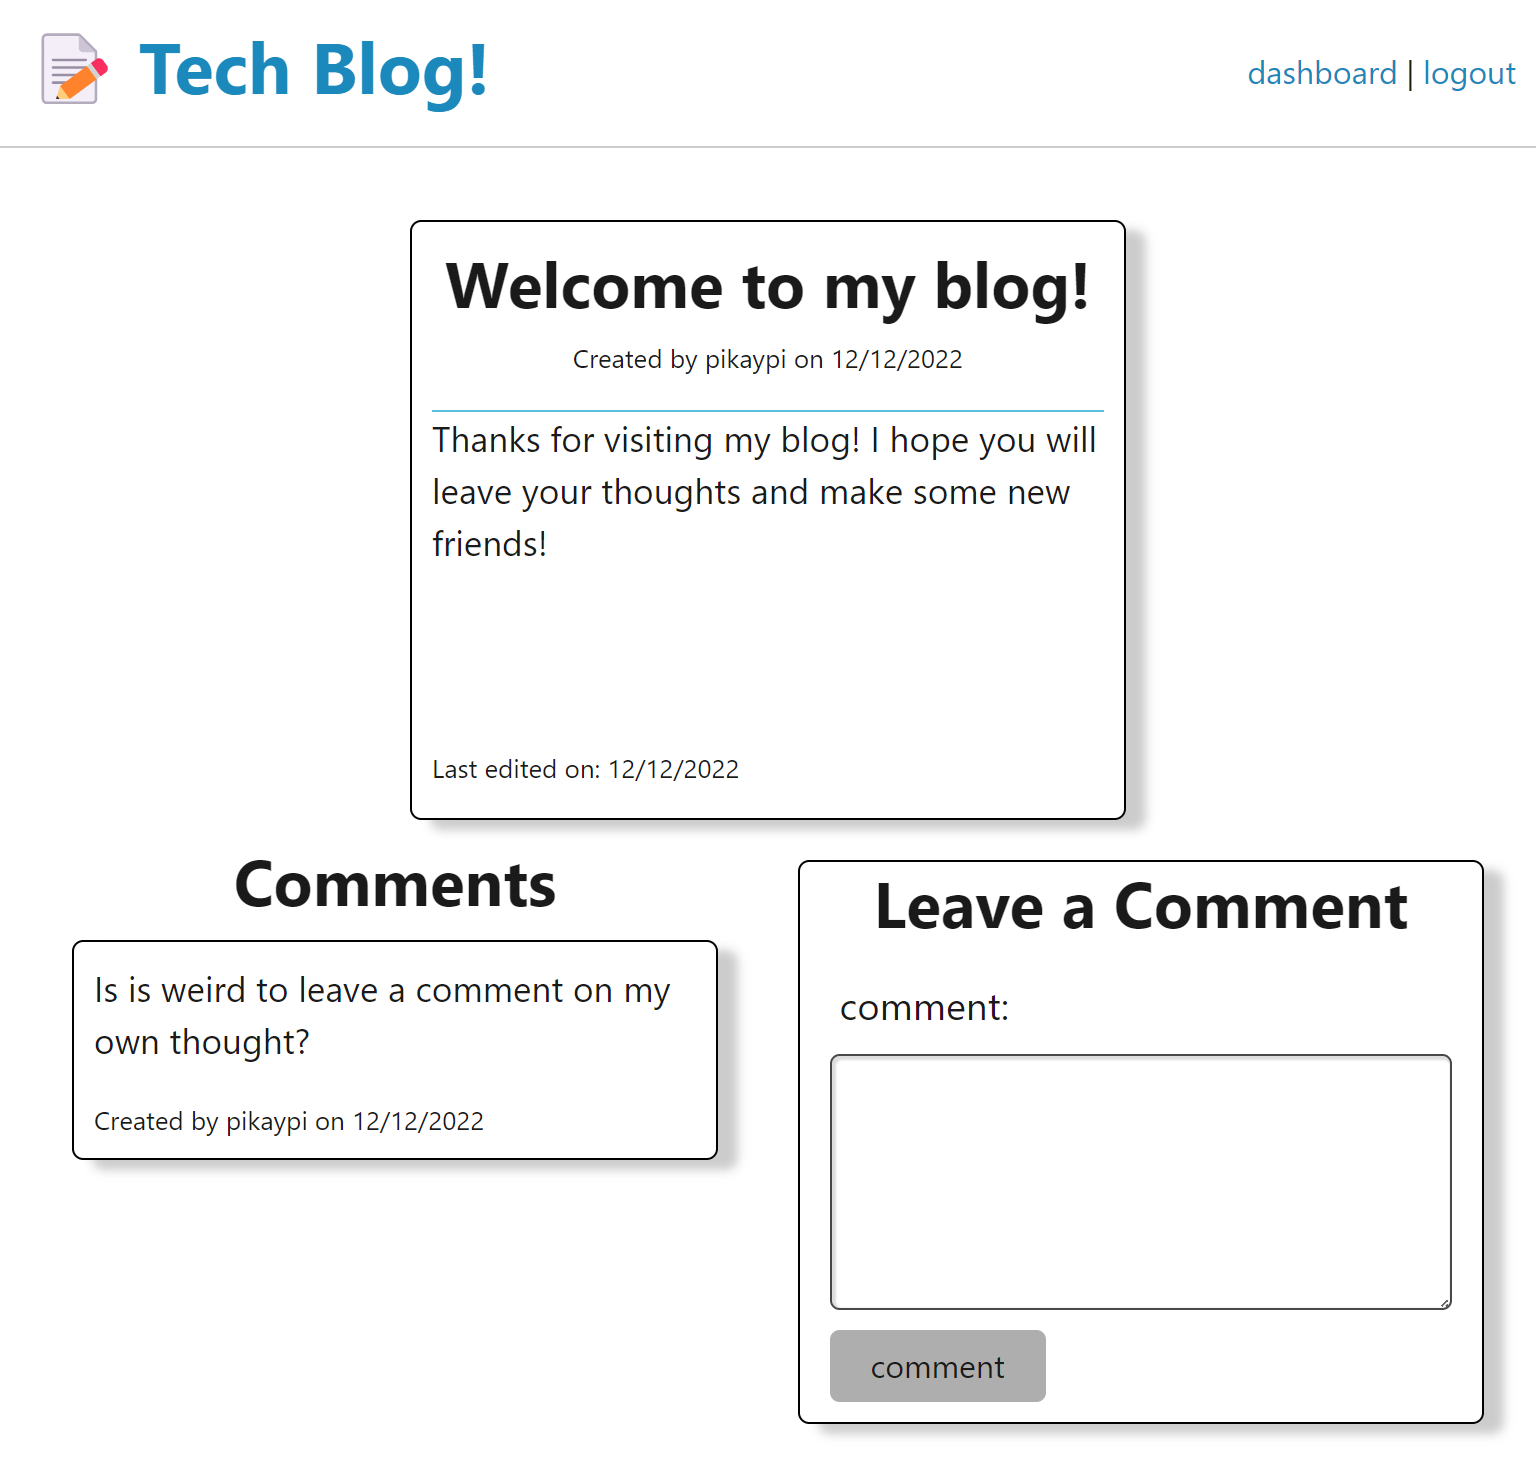 Tech Blog!
dashboard | logout
Welcome to my blog!
Created by pikaypi on 12/12/2022
Thanks for visiting my blog! I hope you will
leave your thoughts and make some new
friends!
Last edited on: 12/12/2022
Comments
Is is weird to leave a comment on my
own thought?
Created by pikaypi on 12/12/2022
Leave a Comment
comment:
comment